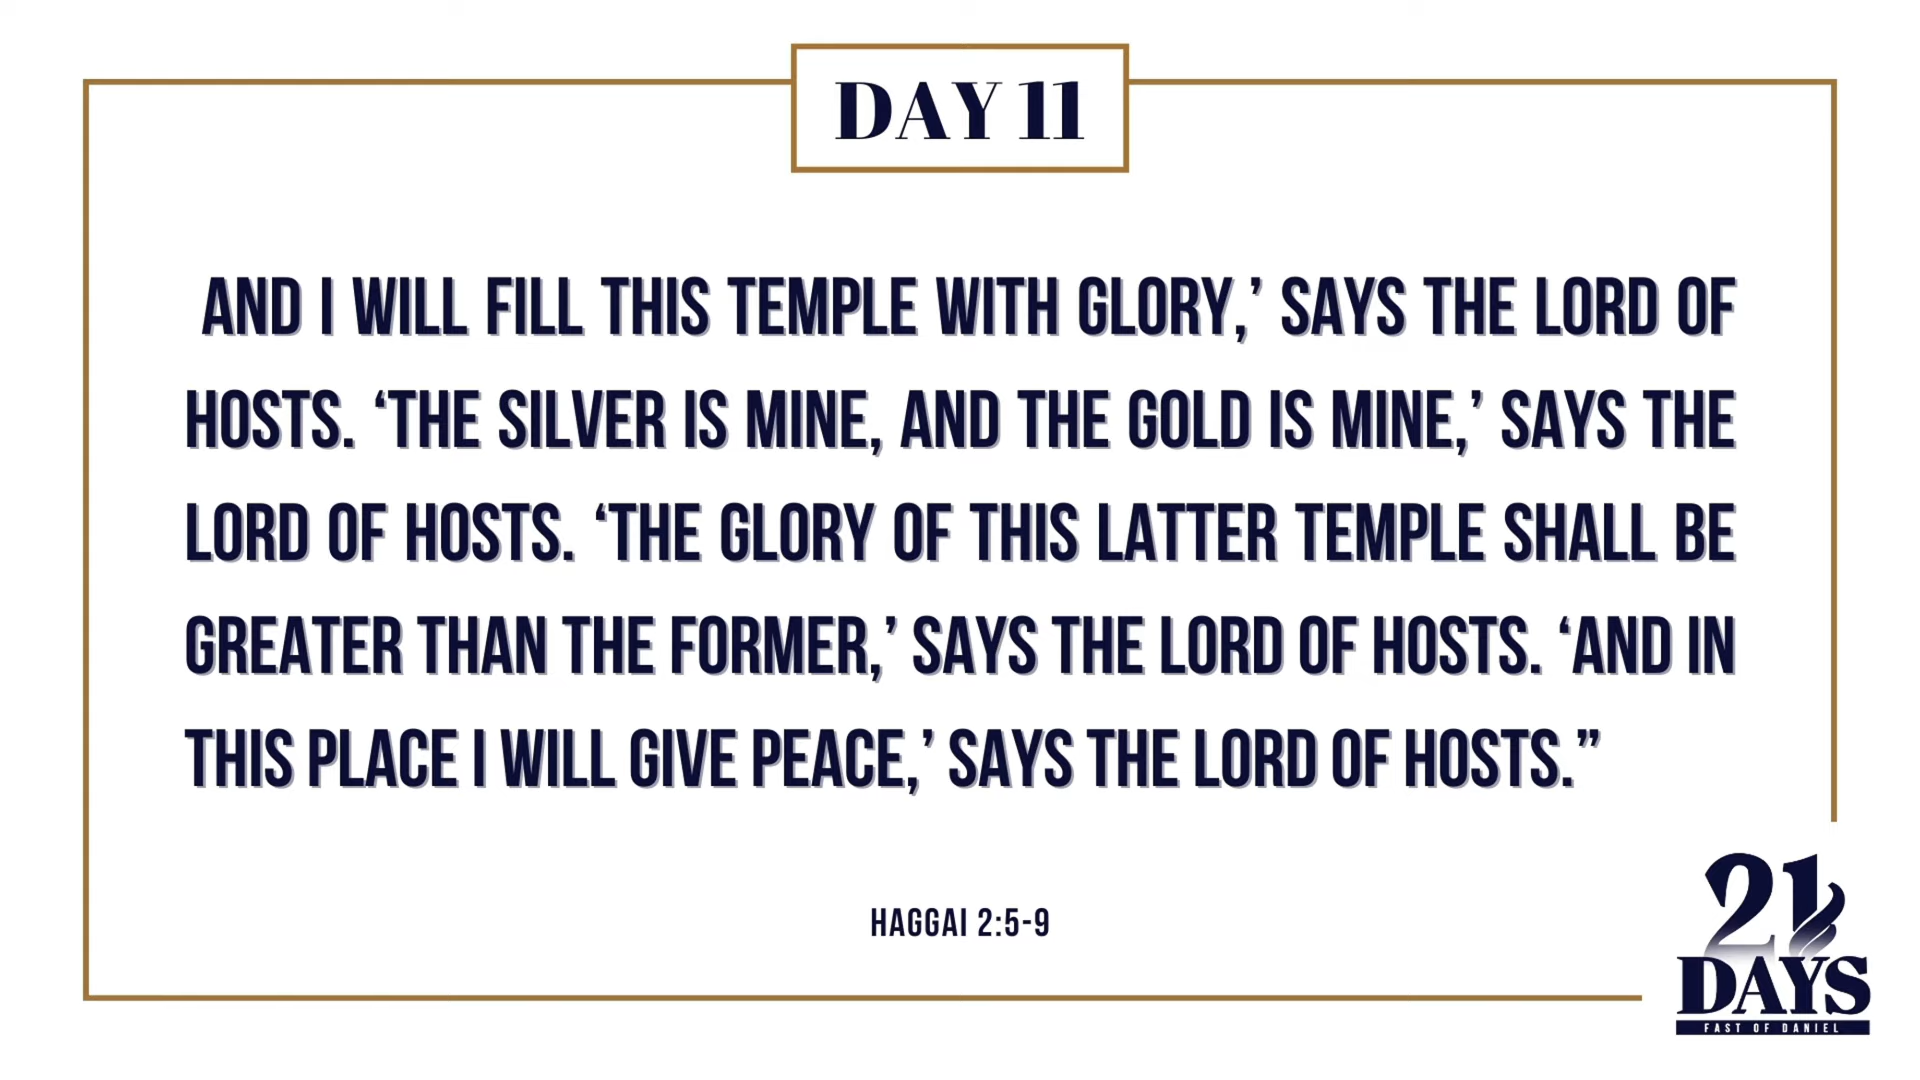 DAY 11
AND I WILL FILL THIS TEMPLE WITH GLORY,’ SAYS THE LORD OF
HOSTS. ‘THE SILVER IS MINE, AND THE GOLD IS MINE,’ SAYS THE
LORD OF HOSTS. ‘THE GLORY OF THIS LATTER TEMPLE SHALL BE
GREATER THAN THE FORMER,’ SAYS THE LORD OF HOSTS. ‘AND IN
THIS PLACE I WILL GIVE PEACE,’ SAYS THE LORD OF HOSTS.”
HAGGAI 2:5-9
21
DAYS
FAST OF DANIEL